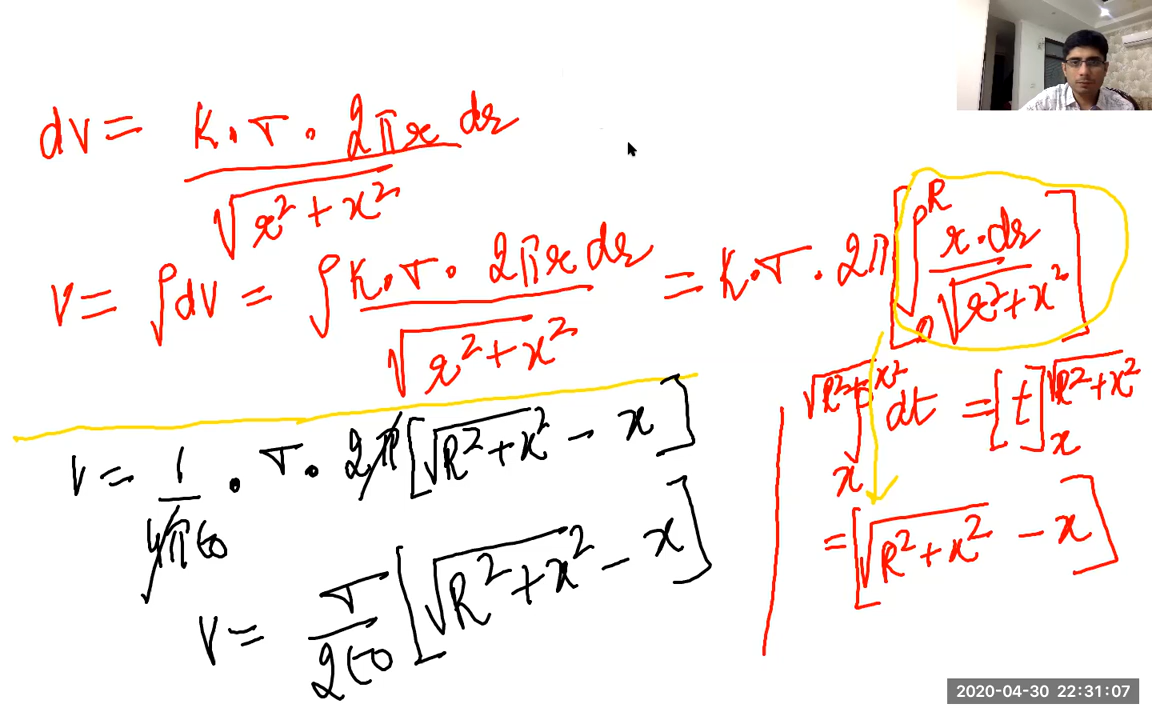 dV = K.σ.2πr dr / √(r² + x²)
V = ∫dV = ∫ K.σ.2πr dr / √(r² + x²) = K.σ.2π [∫₀ᴿ r.dr / √(r² + x²)]
∫ₓ^√(R² + x²) dt = [t]ₓ^√(R² + x²)
= [√(R² + x²) − x]
V = 1 / 4πε₀ . σ. 2π [√(R² + x²) − x]
V = σ / 2ε₀ [√(R² + x²) − x]
2020-04-30 22:31:07